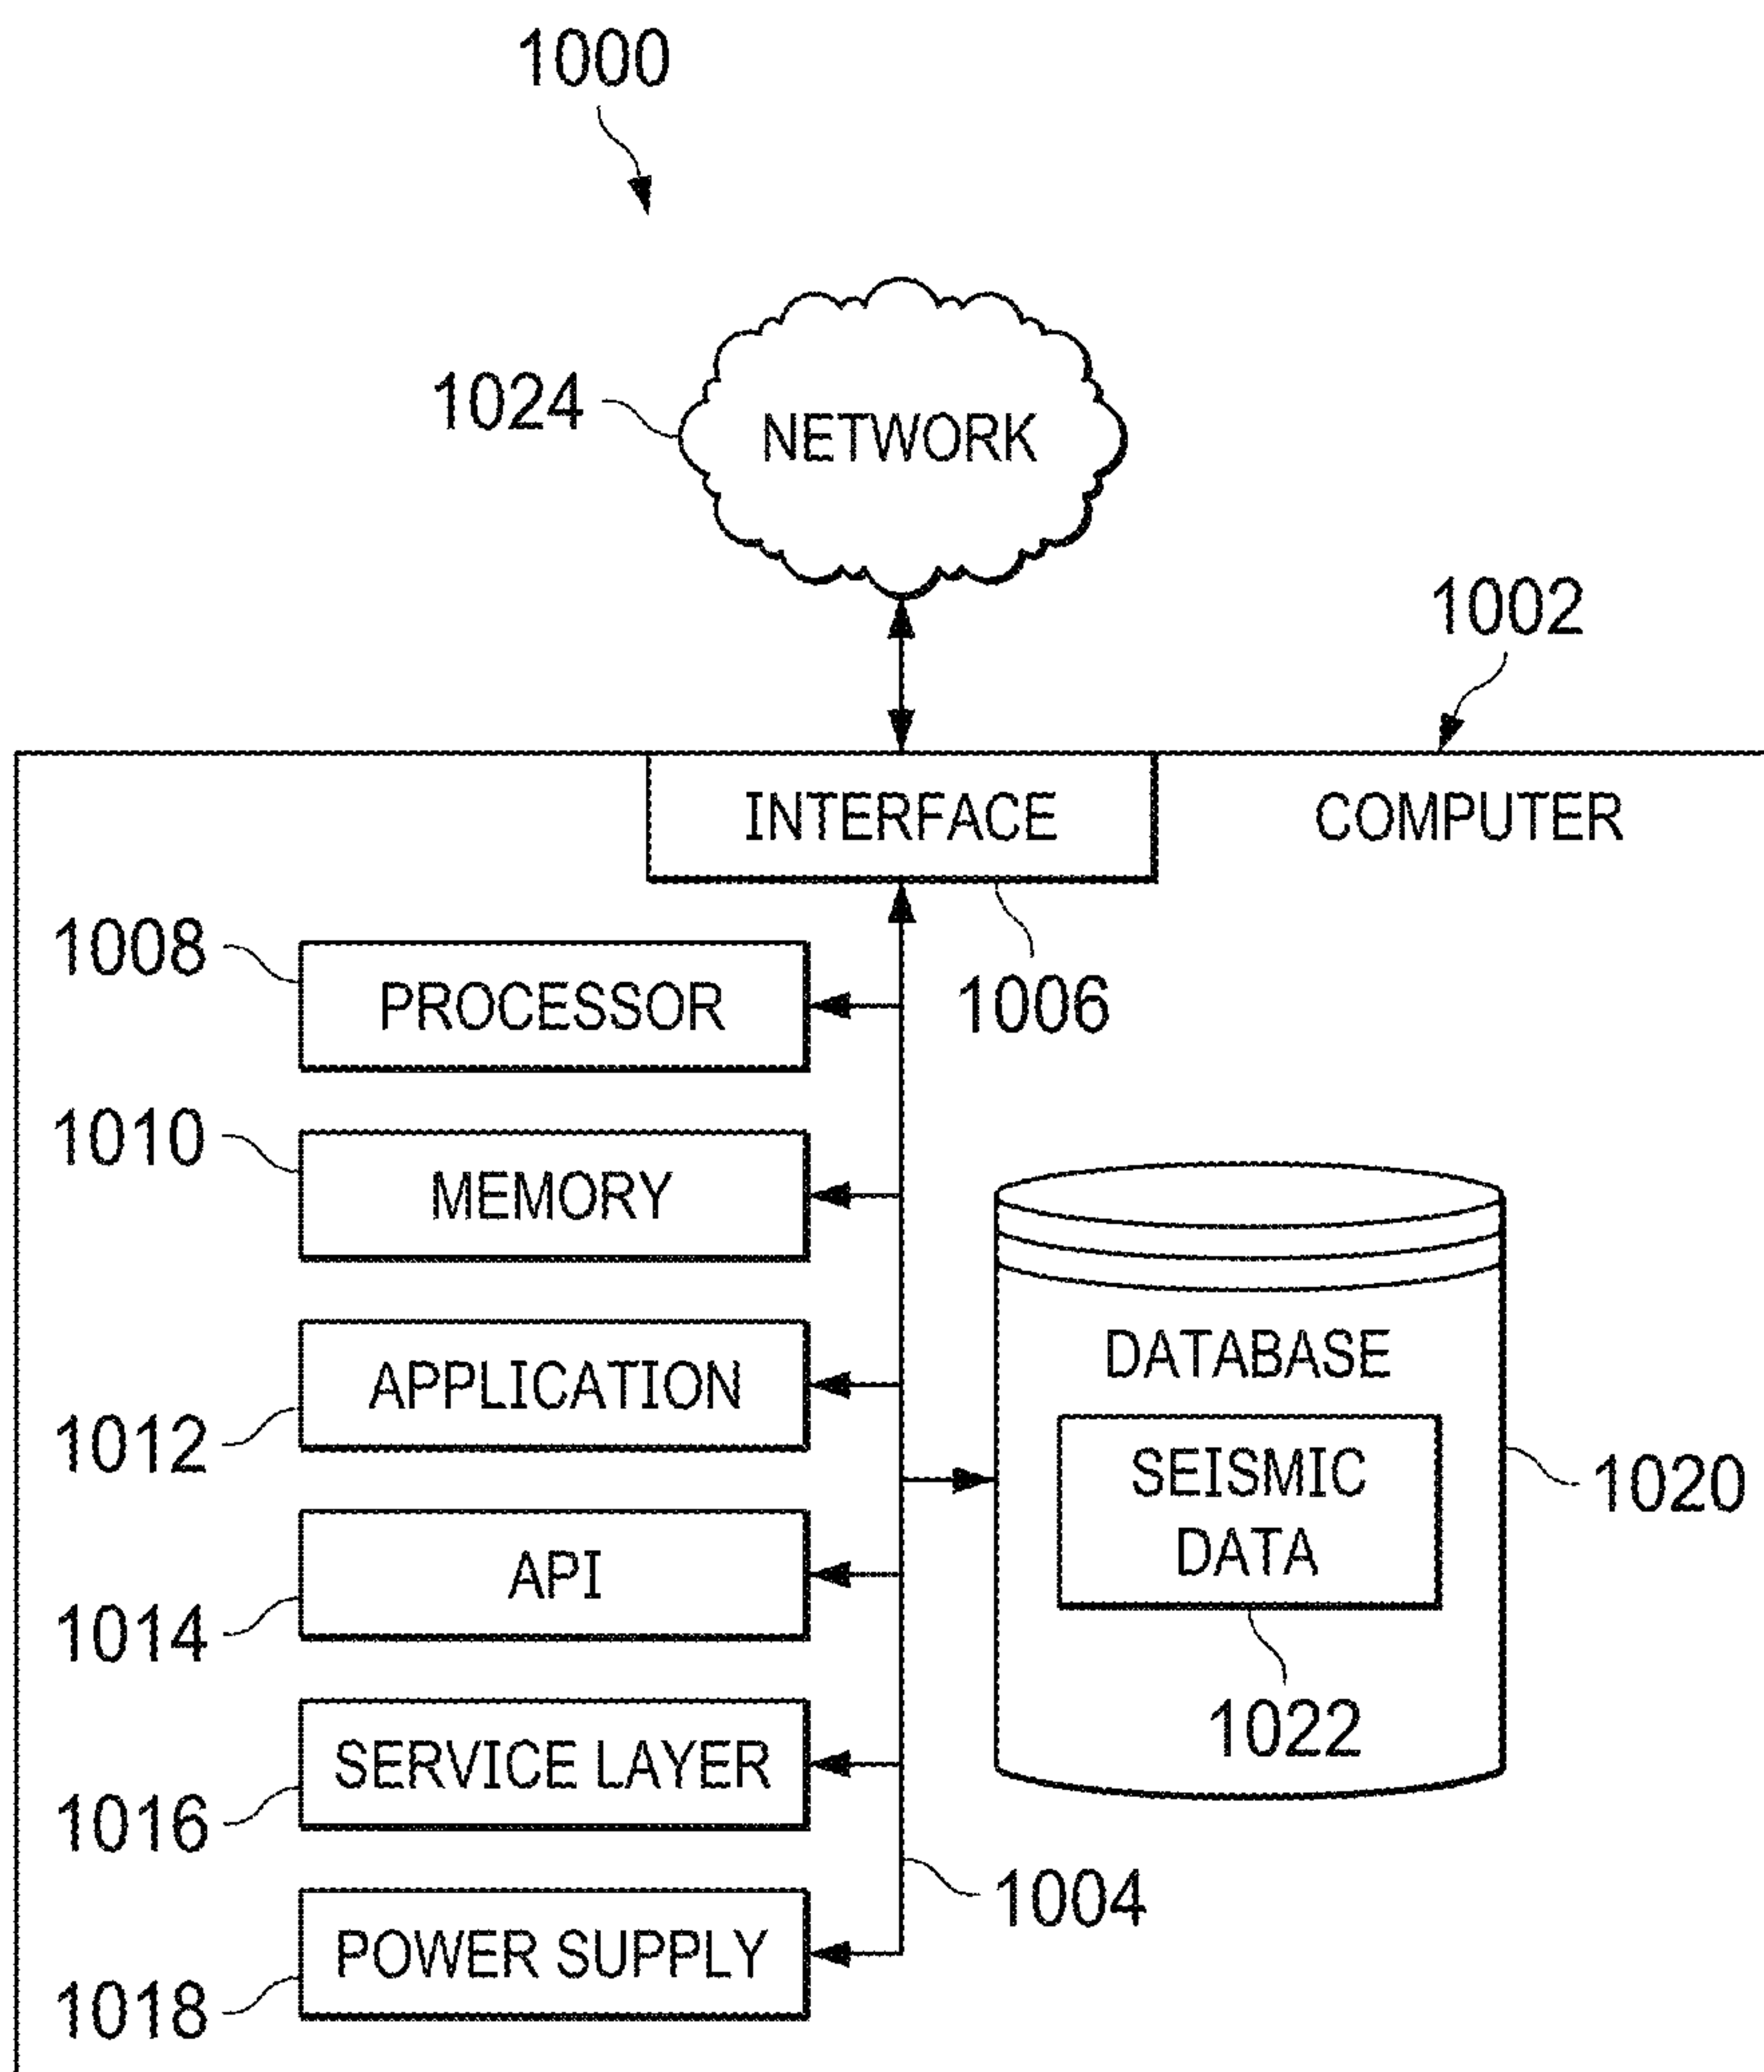 1000
1024
NETWORK
1002
INTERFACE
COMPUTER
1008
PROCESSOR
1006
1010
MEMORY
APPLICATION
1012
DATABASE
SEISMIC
DATA
1020
API
1014
1022
SERVICE LAYER
1016
1004
POWER SUPPLY
1018